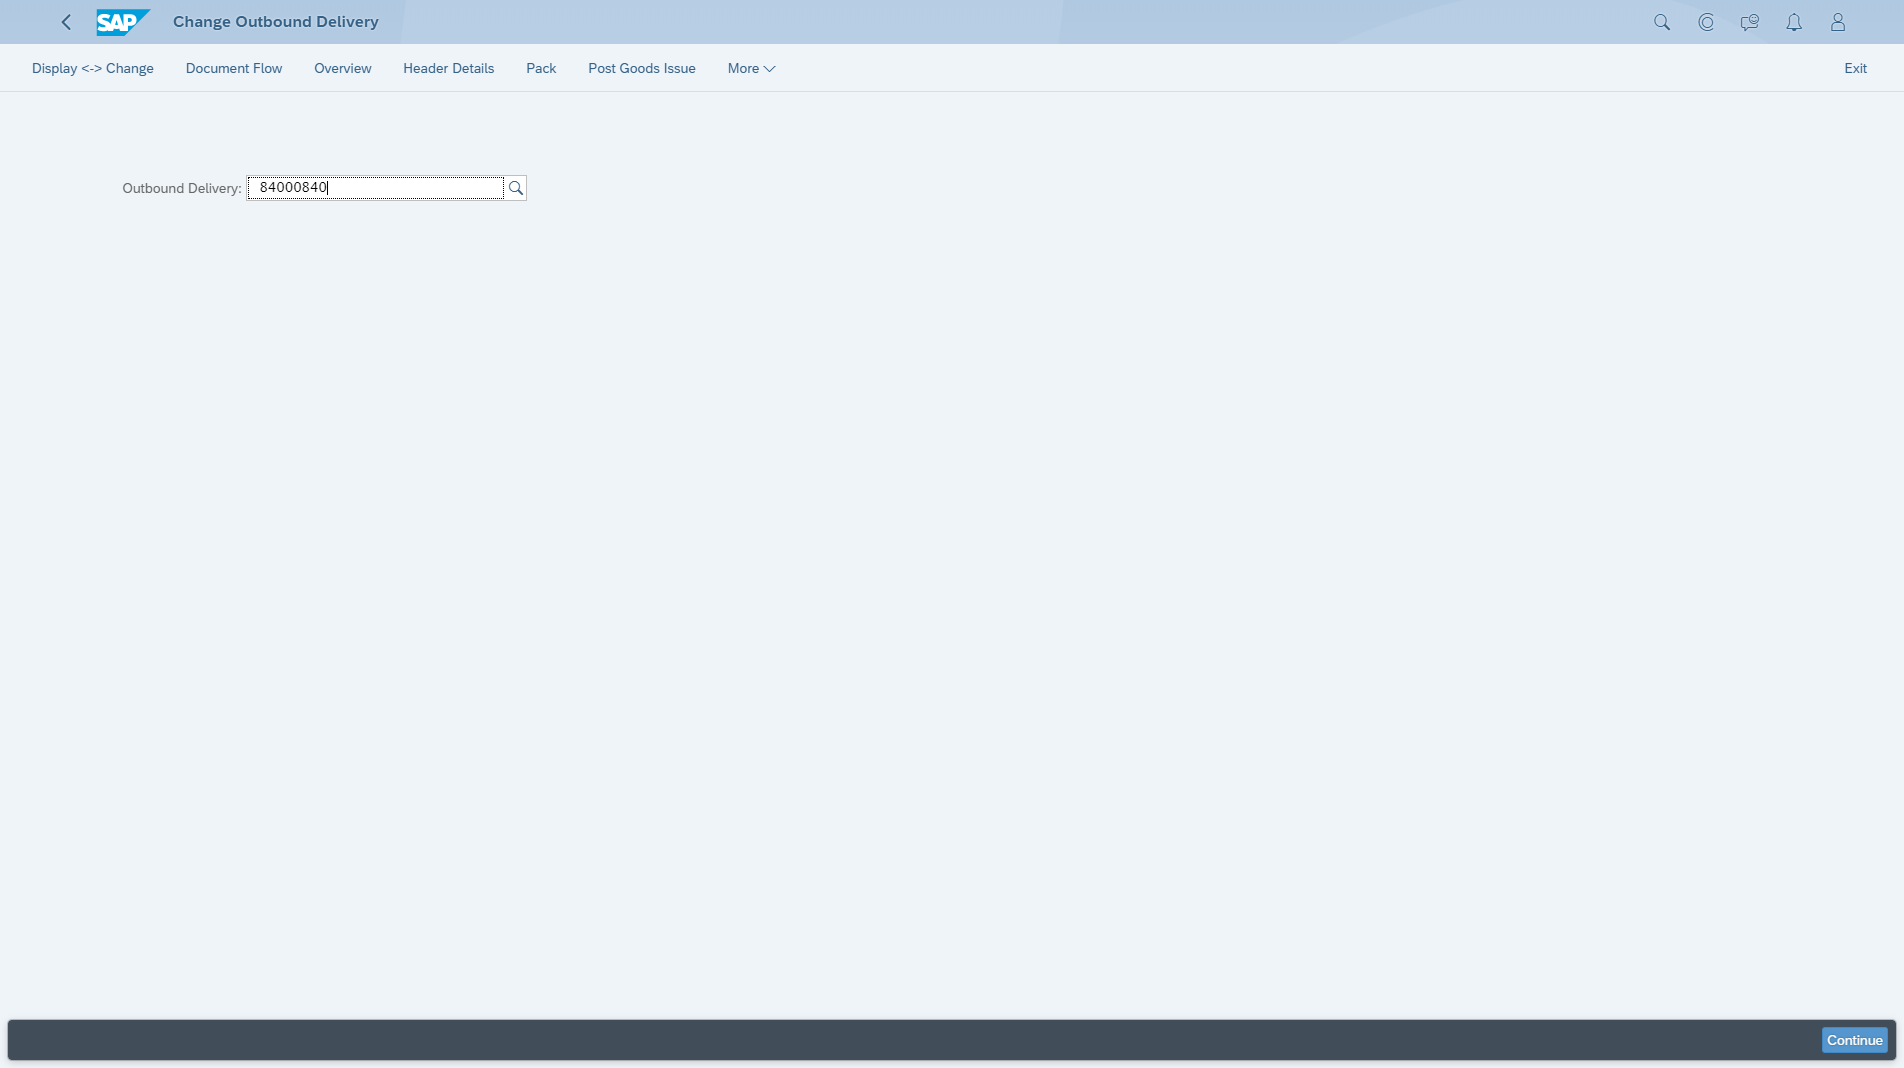 SAP Change Outbound Delivery
Display <-> Change Document Flow Overview Header Details Pack Post Goods Issue More Exit
Outbound Delivery: 84000840
Continue